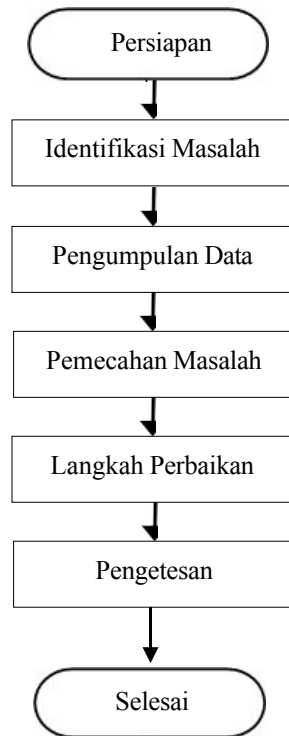 Persiapan
Identifikasi Masalah
Pengumpulan Data
Pemecahan Masalah
Langkah Perbaikan
Pengetesan
Selesai